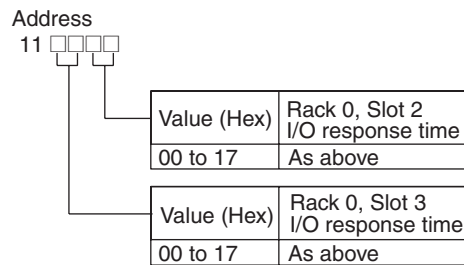 Address
11 □□□□
Value (Hex) Rack 0, Slot 2
I/O response time
00 to 17 As above
Value (Hex) Rack 0, Slot 3
I/O response time
00 to 17 As above